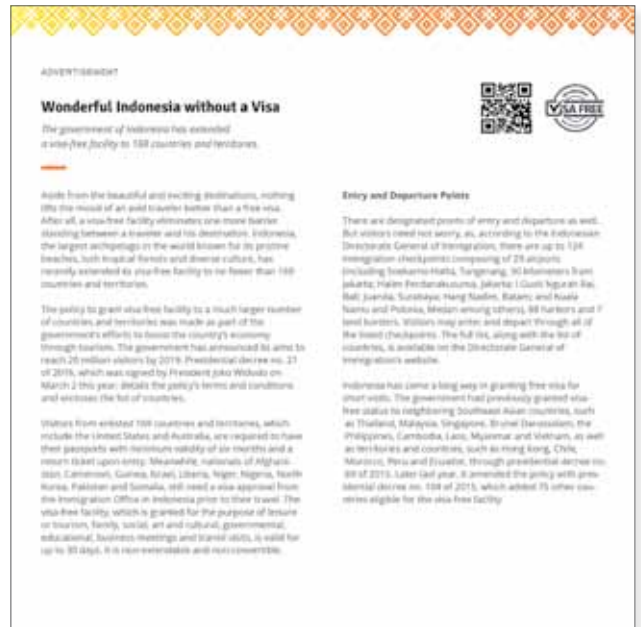 ADVERTISEMENT
Wonderful Indonesia without a Visa
VISA FREE
The government of Indonesia has extended
a visa-free facility to 169 countries and territories.
Aside from the beautiful and exciting destinations, nothing
lifts the mood of an avid traveler better than a free visa.
After all, a visa-free facility eliminates one more barrier
standing between a traveler and his destination. Indonesia,
the largest archipelago in the world known for its pristine
beaches, lush tropical forests and diverse culture, has
recently extended its visa-free facility to no fewer than 169
countries and territories.
The policy to grant visa-free facility to a much larger number
of countries and territories was made as part of the
government's efforts to boost the country's economy
through tourism. The government has announced its aims to
reach 20 million visitors by 2019. Presidential decree no. 21
of 2016, which was signed by President Joko Widodo on
March 2 this year, details the policy's terms and conditions
and encloses the list of countries.
Visitors from enlisted 169 countries and territories, which
include the United States and Australia, are required to have
their passports with minimum validity of six months and a
return ticket upon entry. Meanwhile, nationals of Afghani-
stan, Cameroon, Guinea, Israel, Liberia, Niger, Nigeria, North
Korea, Pakistan and Somalia, still need a visa approval from
the Immigration Office in Indonesia prior to their travel. The
visa-free facility, which is granted for the purpose of leisure
or tourism, family, social, art and cultural, governmental,
educational, business meetings and transit visits, is valid for
up to 30 days. It is non-extendable and non-convertible.
Entry and Departure Points
There are designated points of entry and departure as well.
But visitors need not worry, as, according to the Indonesian
Directorate General of Immigration, there are up to 124
immigration checkpoints composing of 29 airports
(including Soekarno-Hatta, Tangerang, 30 kilometers from
Jakarta; Halim Perdanakusuma, Jakarta; I Gusti Ngurah Rai,
Bali; Juanda, Surabaya; Hang Nadim, Batam; and Kuala
Namu and Polonia, Medan among others), 88 harbors and 7
land borders. Visitors may enter and depart through all of
the listed checkpoints. The full list, along with the list of
countries, is available on the Directorate General of
Immigration's website.
Indonesia has come a long way in granting free visa for
short visits. The government had previously granted visa-
free status to neighboring Southeast Asian countries, such
as Thailand, Malaysia, Singapore, Brunei Darussalam, the
Philippines, Cambodia, Laos, Myanmar and Vietnam, as well
as territories and countries, such as Hong Kong, Chile,
Morocco, Peru and Ecuador, through presidential decree no.
69 of 2015. Later last year, it amended the policy with pres-
idential decree no. 104 of 2015, which added 75 other coun-
tries eligible for the visa-free facility